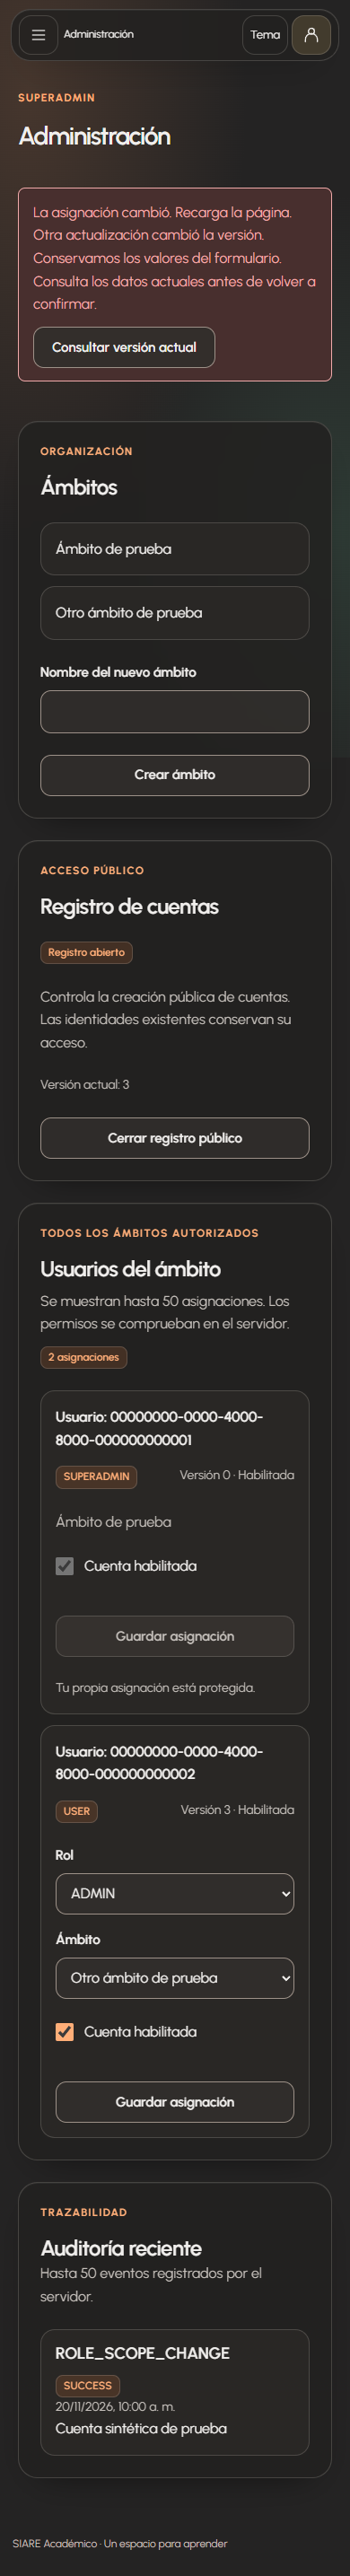 Administración
Tema
SUPERADMIN
Administración
La asignación cambió. Recarga la página.
Otra actualización cambió la versión.
Conservamos los valores del formulario.
Consulta los datos actuales antes de volver a
confirmar.
Consultar versión actual
ORGANIZACIÓN
Ámbitos
Ámbito de prueba
Otro ámbito de prueba
Nombre del nuevo ámbito
Crear ámbito
ACCESO PÚBLICO
Registro de cuentas
Registro abierto
Controla la creación pública de cuentas.
Las identidades existentes conservan su
acceso.
Versión actual: 3
Cerrar registro público
TODOS LOS ÁMBITOS AUTORIZADOS
Usuarios del ámbito
Se muestran hasta 50 asignaciones. Los
permisos se comprueban en el servidor.
2 asignaciones
Usuario: 00000000-0000-4000-
8000-000000000001
SUPERADMIN
Versión 0 · Habilitada
Ámbito de prueba
Cuenta habilitada
Guardar asignación
Tu propia asignación está protegida.
Usuario: 00000000-0000-4000-
8000-000000000002
USER
Versión 3 · Habilitada
Rol
ADMIN
Ámbito
Otro ámbito de prueba
Cuenta habilitada
Guardar asignación
TRAZABILIDAD
Auditoría reciente
Hasta 50 eventos registrados por el
servidor.
ROLE_SCOPE_CHANGE
SUCCESS
20/11/2026, 10:00 a. m.
Cuenta sintética de prueba
SIARE Académico · Un espacio para aprender